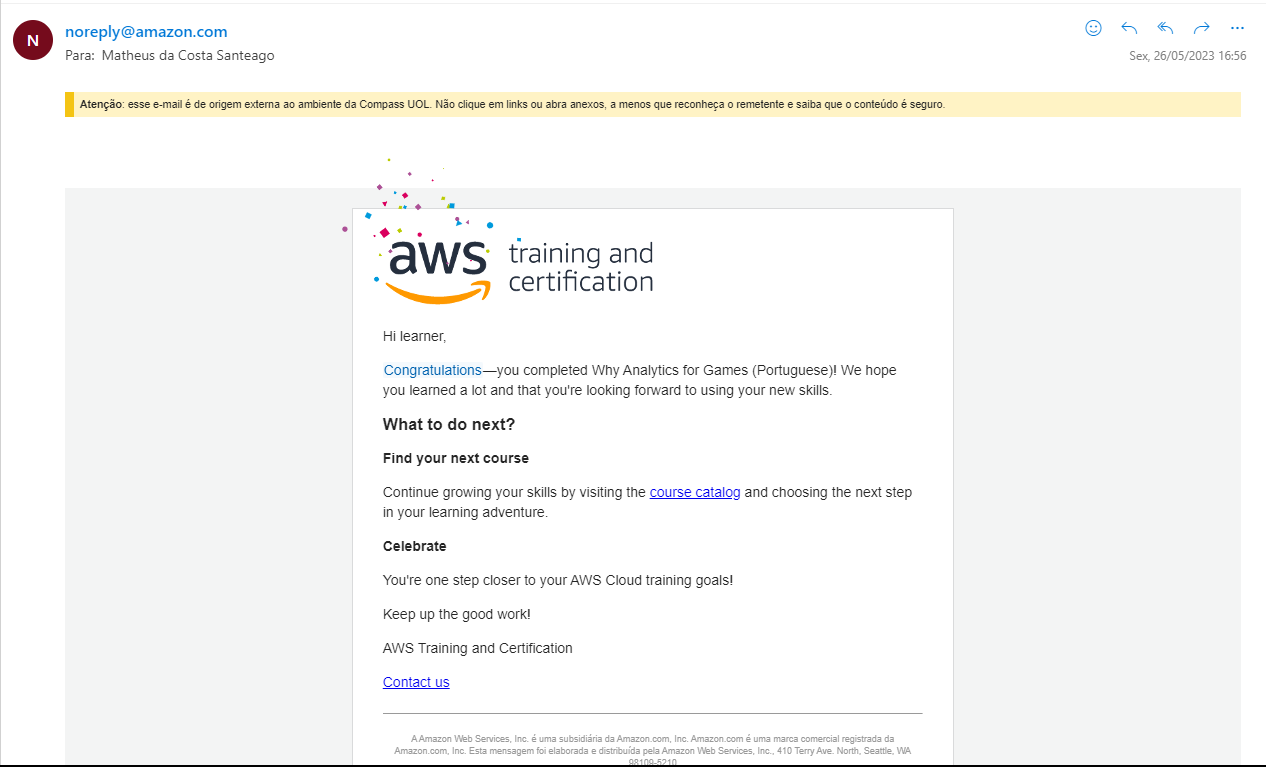 N
noreply@amazon.com
Para: Matheus da Costa Santeago
Sex, 26/05/2023 16:56
Atenção: esse e-mail é de origem externa ao ambiente da Compass UOL. Não clique em links ou abra anexos, a menos que reconheça o remetente e saiba que o conteúdo é seguro.
aws training and
certification
Hi learner,
Congratulations—you completed Why Analytics for Games (Portuguese)! We hope
you learned a lot and that you're looking forward to using your new skills.
What to do next?
Find your next course
Continue growing your skills by visiting the course catalog and choosing the next step
in your learning adventure.
Celebrate
You're one step closer to your AWS Cloud training goals!
Keep up the good work!
AWS Training and Certification
Contact us
A Amazon Web Services, Inc. é uma subsidiária da Amazon.com, Inc. Amazon.com é uma marca comercial registrada da
Amazon.com, Inc. Esta mensagem foi elaborada e distribuída pela Amazon Web Services, Inc., 410 Terry Ave. North, Seattle, WA
98109-5210